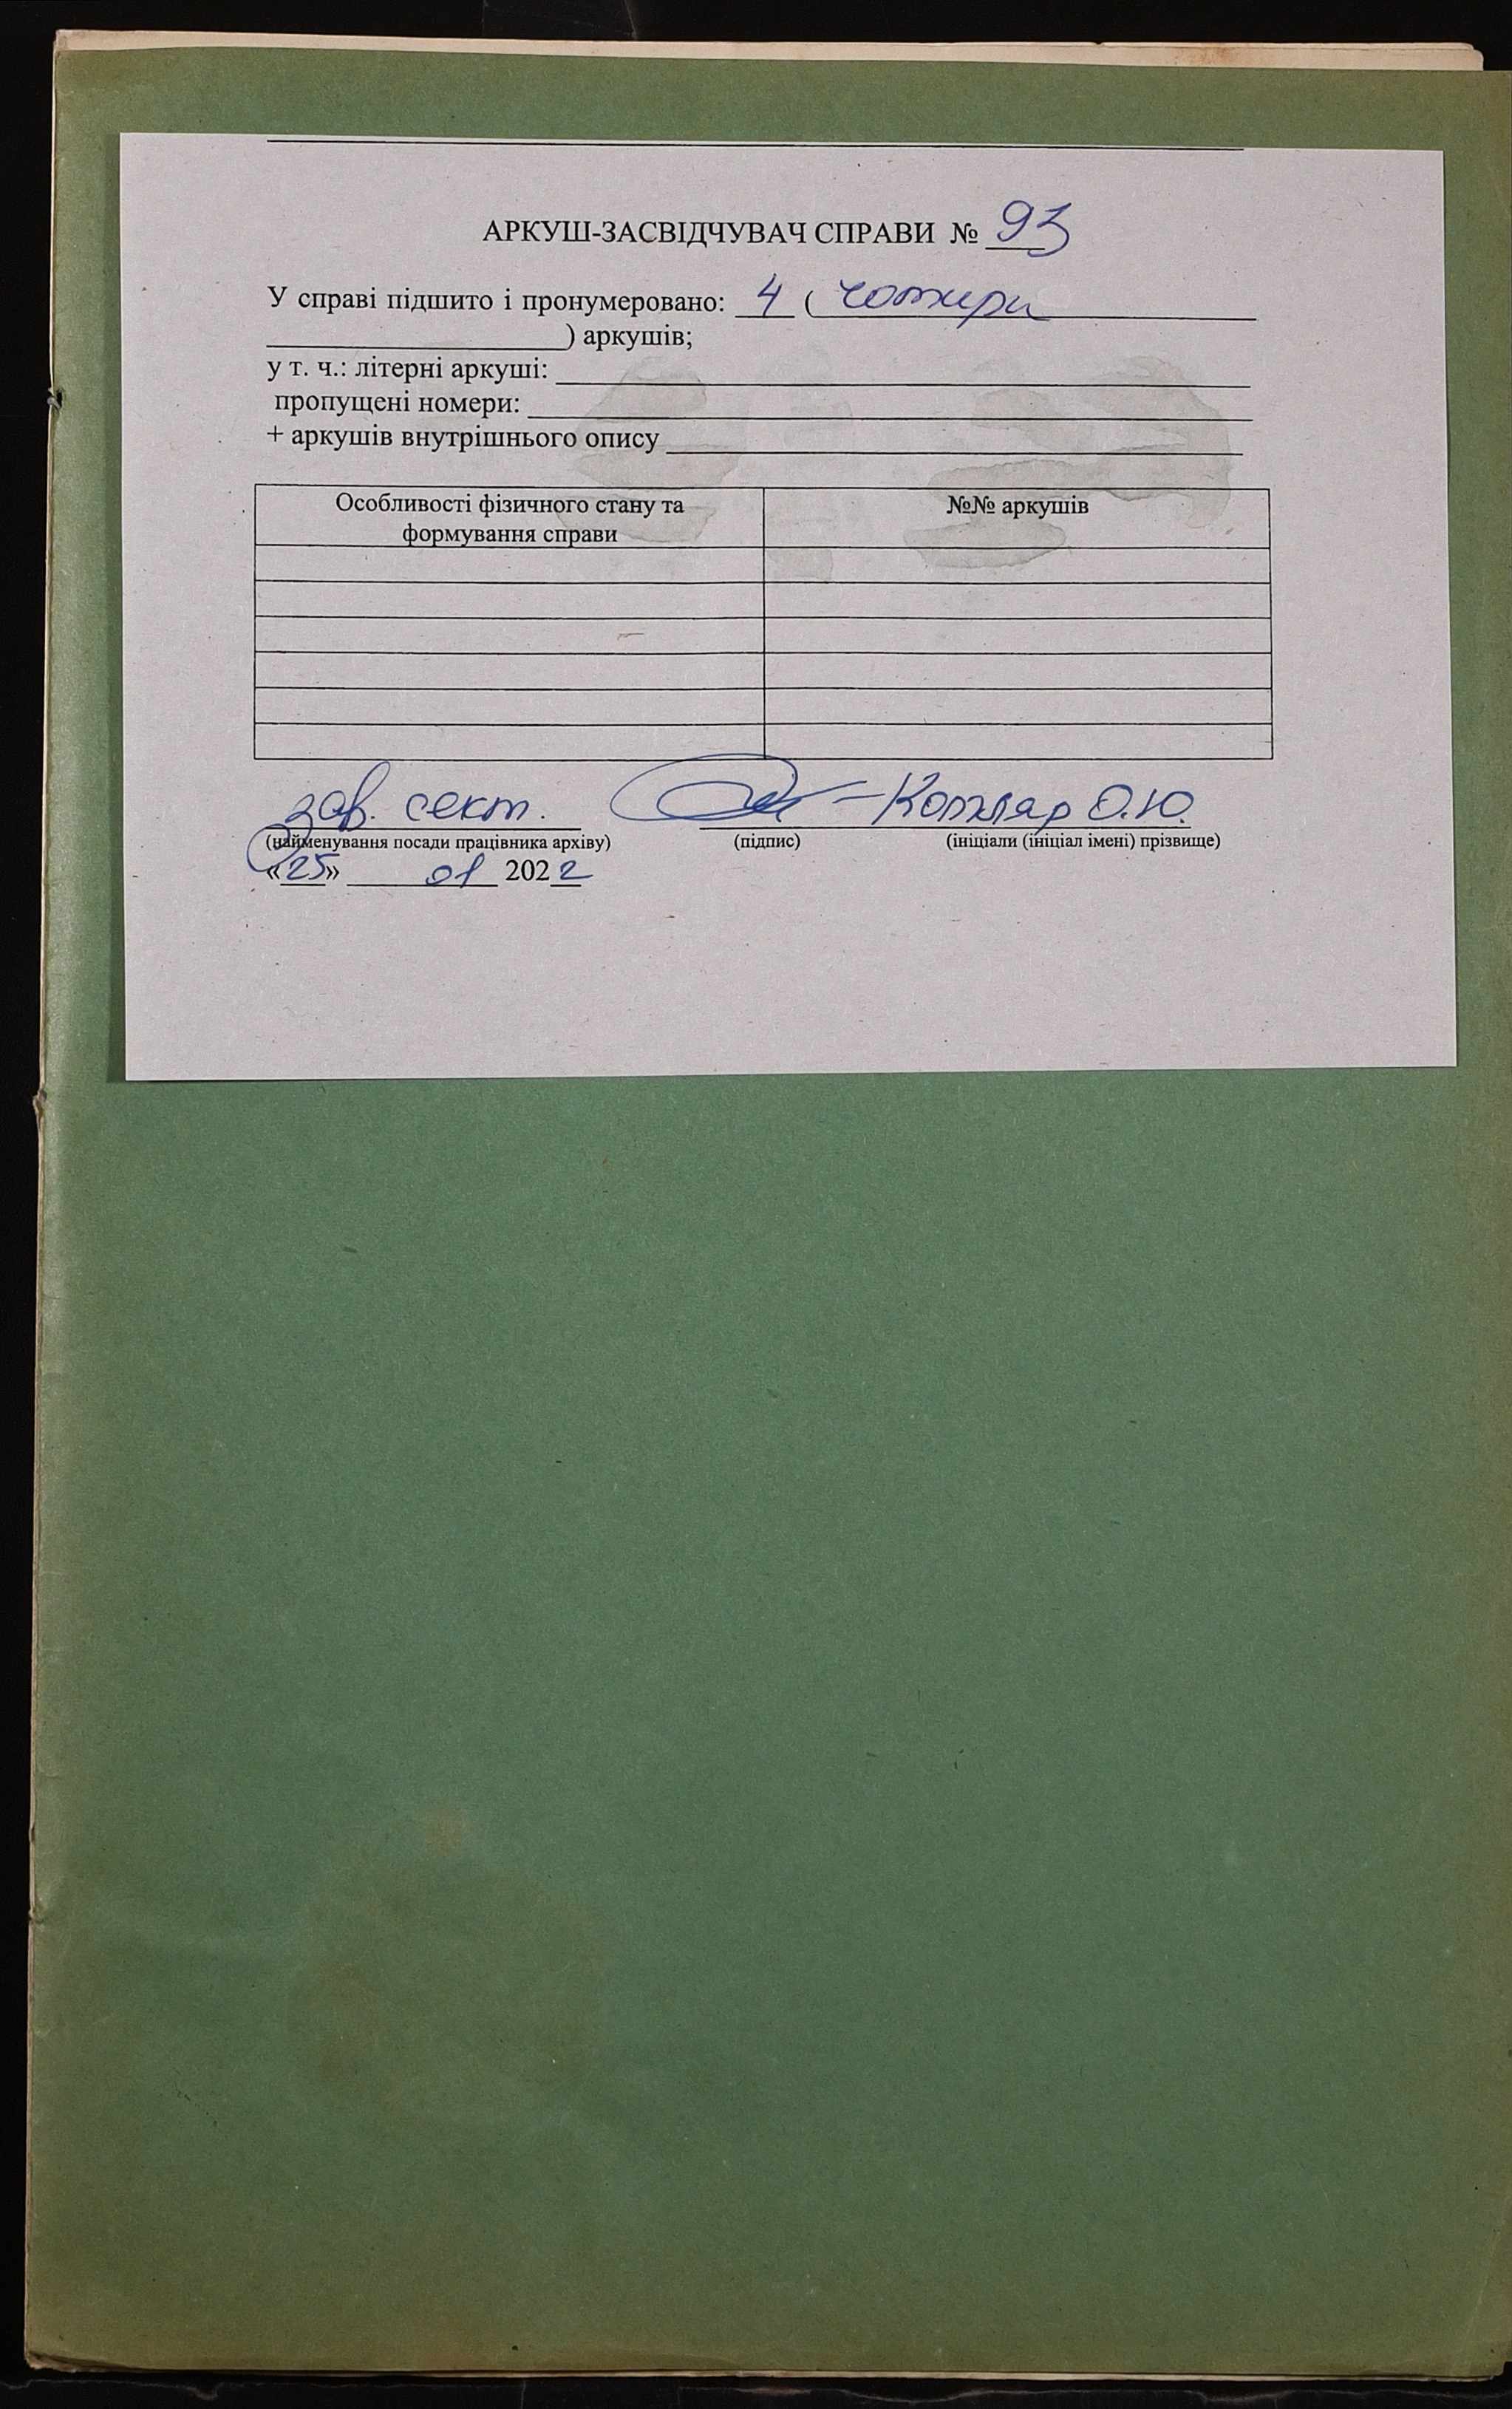 АРКУШ-ЗАСВІДЧУВАЧ СПРАВИ № 93
У справі підшито і пронумеровано: 4 ( чотири
) аркушів;
у т. ч.: літерні аркуші:
пропущені номери:
+ аркушів внутрішнього опису
Особливості фізичного стану та
формування справи
№№ аркушів
зав. сект. Котляр О.Ю.
(найменування посади працівника архіву) (підпис) (ініціали (ініціал імені) прізвище)
«25» 01 2022